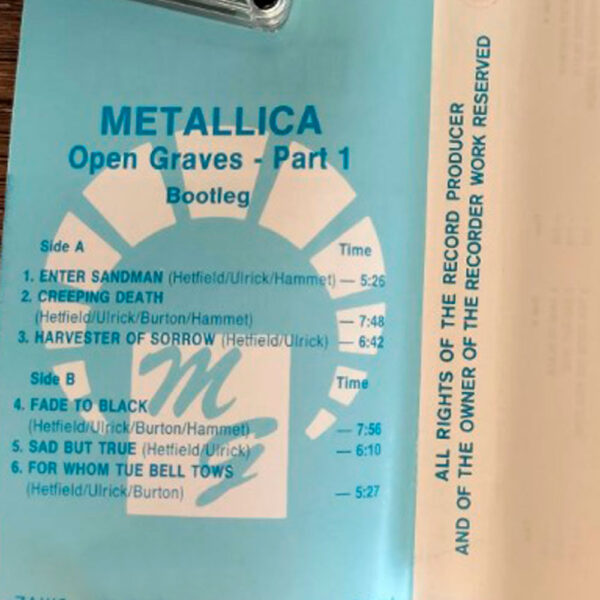 METALLICA
Open Graves - Part 1
Bootleg
Side A Time
1. ENTER SANDMAN (Hetfield/Ulrick/Hammet) — 5:26
2. CREEPING DEATH
(Hetfield/Ulrick/Burton/Hammet) — 7:48
3. HARVESTER OF SORROW (Hetfield/Ulrick) — 6:42
Side B Time
4. FADE TO BLACK
(Hetfield/Ulrick/Burton/Hammet) — 7:56
5. SAD BUT TRUE (Hetfield/Ulrick) — 6:10
6. FOR WHOM TUE BELL TOWS
(Hetfield/Ulrick/Burton) — 5:27
MG
ALL RIGHTS OF THE RECORD PRODUCER
AND OF THE OWNER OF THE RECORDER WORK RESERVED